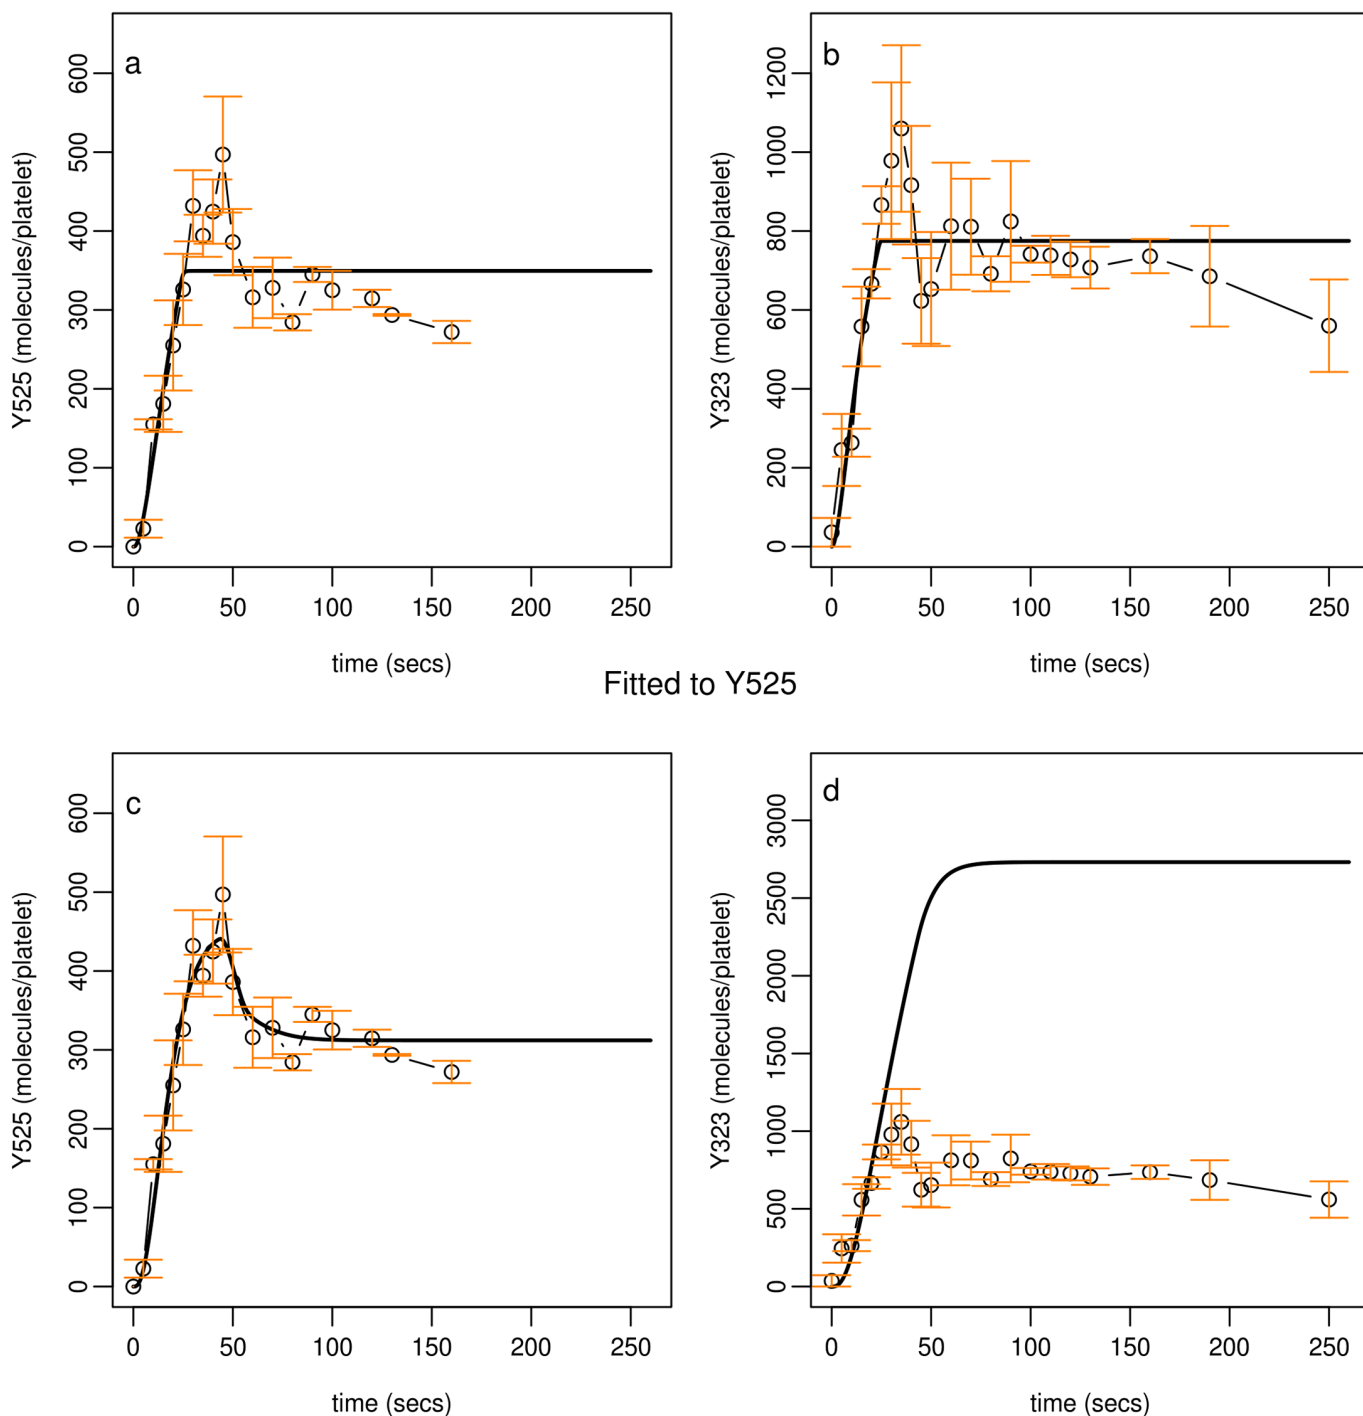 a
Y525 (molecules/platelet)
600
500
400
300
200
100
0
0 50 100 150 200 250
time (secs)
b
Y323 (molecules/platelet)
1200
1000
800
600
400
200
0
0 50 100 150 200 250
time (secs)
Fitted to Y525
c
Y525 (molecules/platelet)
600
500
400
300
200
100
0
0 50 100 150 200 250
time (secs)
d
Y323 (molecules/platelet)
3000
2500
2000
1500
1000
500
0
0 50 100 150 200 250
time (secs)